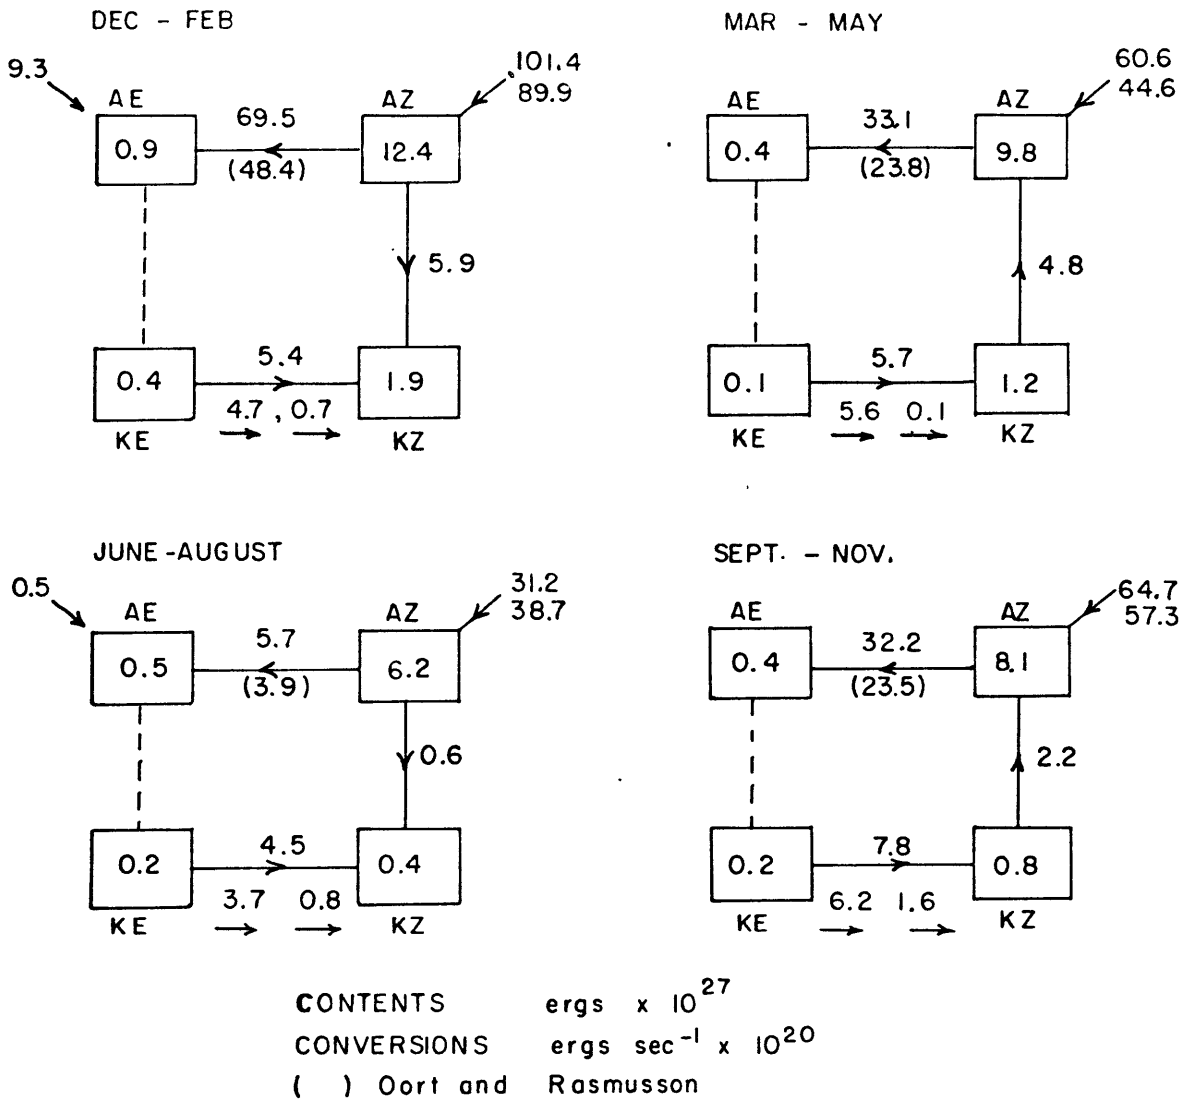 DEC - FEB
9.3
101.4
89.9
AE
AZ
69.5
0.9
12.4
(48.4)
5.9
5.4
0.4
1.9
4.7 , 0.7
KE
KZ
MAR - MAY
60.6
44.6
AE
AZ
33.1
0.4
9.8
(23.8)
4.8
5.7
0.1
1.2
5.6 0.1
KE
KZ
JUNE - AUGUST
0.5
31.2
38.7
AE
AZ
5.7
0.5
6.2
(3.9)
0.6
4.5
0.2
0.4
3.7 0.8
KE
KZ
SEPT. - NOV.
64.7
57.3
AE
AZ
32.2
0.4
8.1
(23.5)
2.2
7.8
0.2
0.8
6.2 1.6
KE
KZ
CONTENTS ergs x 10^27
CONVERSIONS ergs sec^-1 x 10^20
( ) Oort and Rasmusson